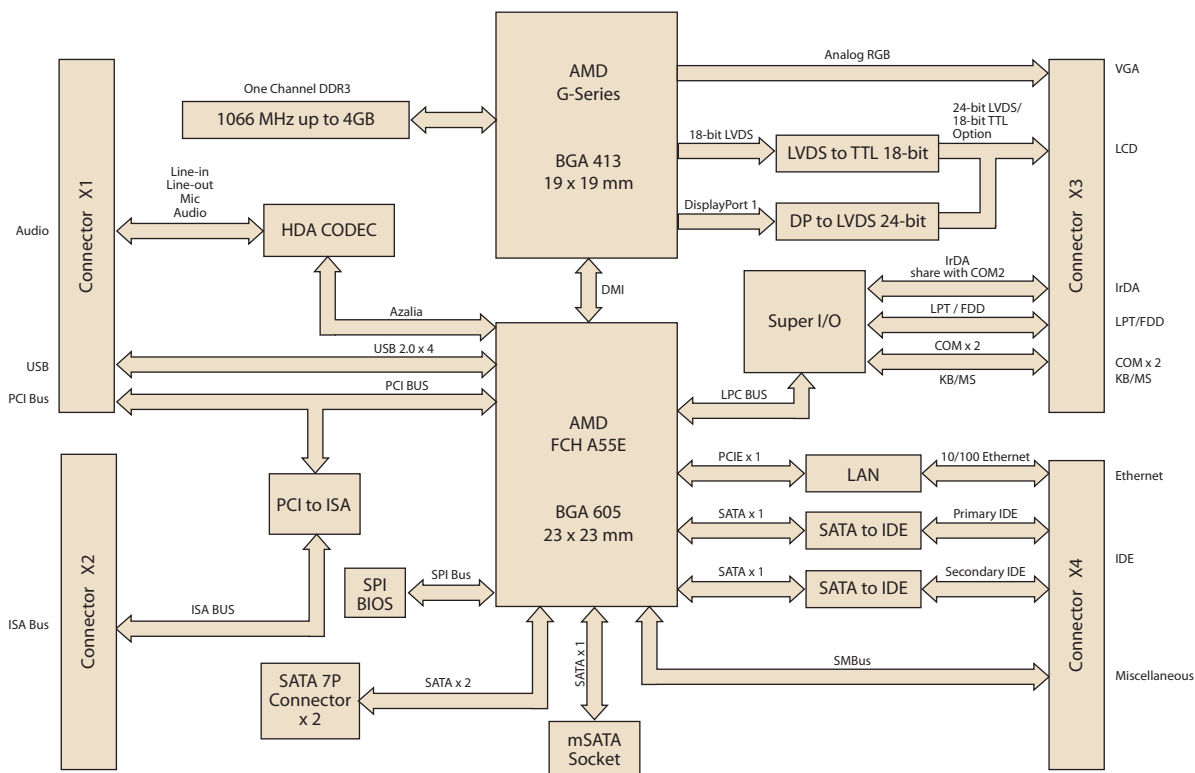 AMD
G-Series
BGA 413
19 x 19 mm
One Channel DDR3
1066 MHz up to 4GB
Analog RGB
VGA
18-bit LVDS
LVDS to TTL 18-bit
24-bit LVDS/
18-bit TTL
Option
LCD
DisplayPort 1
DP to LVDS 24-bit
Connector X1
Line-in
Line-out
Mic
Audio
Audio
HDA CODEC
Azalia
DMI
Connector X3
Super I/O
IrDA
share with COM2
IrDA
LPT / FDD
LPT/FDD
COM x 2
KB/MS
COM x 2
KB/MS
LPC BUS
USB
USB 2.0 x 4
PCI Bus
PCI BUS
AMD
FCH A55E
BGA 605
23 x 23 mm
PCI to ISA
Connector X2
ISA Bus
ISA BUS
SPI
BIOS
SPI Bus
PCIE x 1
LAN
10/100 Ethernet
Ethernet
SATA x 1
SATA to IDE
Primary IDE
IDE
SATA x 1
SATA to IDE
Secondary IDE
Connector X4
SMBus
Miscellaneous
SATA 7P
Connector
x 2
SATA x 2
SATA x 1
mSATA
Socket